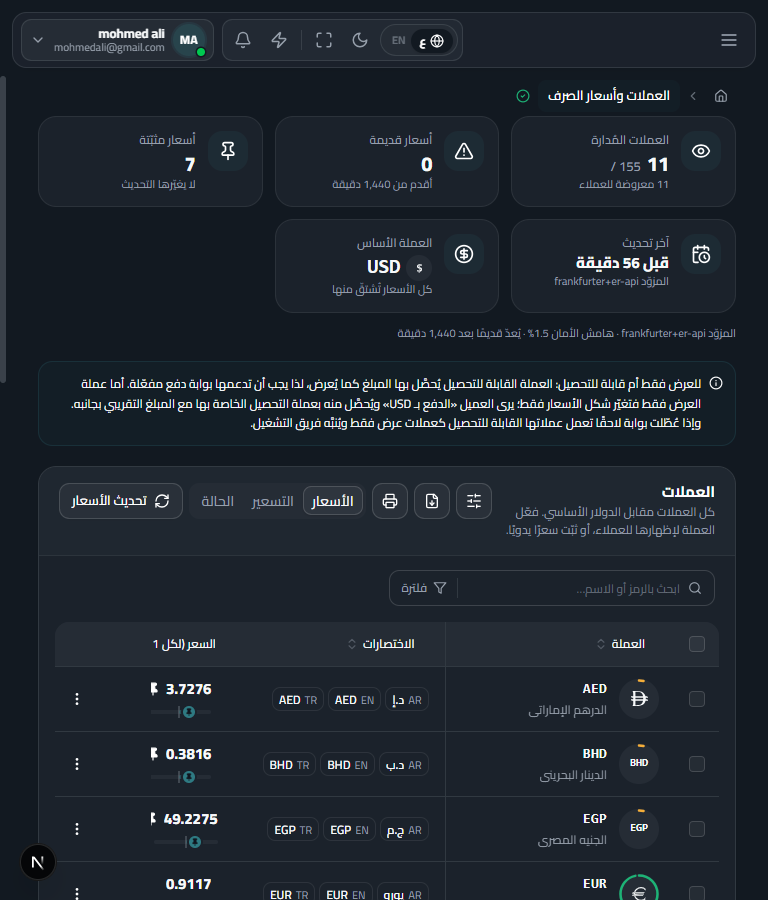 mohmed ali
mohmedali@gmail.com
MA
EN
ع
العملات وأسعار الصرف
العملات المُدارة
11 / 155
11 معروضة للعملاء
أسعار قديمة
0
أقدم من 1,440 دقيقة
أسعار مثبّتة
7
لا يغيّرها التحديث
آخر تحديث
قبل 56 دقيقة
المزوّد frankfurter+er-api
العملة الأساس
$ USD
كل الأسعار تُشتقّ منها
المزوّد frankfurter+er-api · هامش الأمان 1.5% · يُعدّ قديمًا بعد 1,440 دقيقة
للعرض فقط أم قابلة للتحصيل: العملة القابلة للتحصيل يُحصَّل بها المبلغ كما يُعرض، لذا يجب أن تدعمها بوابة دفع مفعّلة. أما عملة
العرض فقط فتغيّر شكل الأسعار فقط؛ يرى العميل «الدفع بـ USD» ويُحصَّل منه بعملة التحصيل الخاصة بها مع المبلغ التقريبي بجانبه.
وإذا عُطّلت بوابة لاحقًا تعمل عملاتها القابلة للتحصيل كعملات عرض فقط ويُنبَّه فريق التشغيل.
العملات
كل العملات مقابل الدولار الأساسي. فعّل
العملة لإظهارها للعملاء، أو ثبّت سعرًا يدويًا.
الأسعار
التسعير
الحالة
تحديث الأسعار
ابحث بالرمز أو الاسم...
فلترة
العملة
الاختصارات
السعر (لكل 1
AED
الدرهم الإماراتي
AR د.إ
EN AED
TR AED
3.7276
BHD
BHD
الدينار البحريني
AR د.ب
EN BHD
TR BHD
0.3816
EGP
EGP
الجنيه المصري
AR ج.م
EN EGP
TR EGP
49.2275
€
EUR
AR يورو
EN EUR
TR EUR
0.9117
N